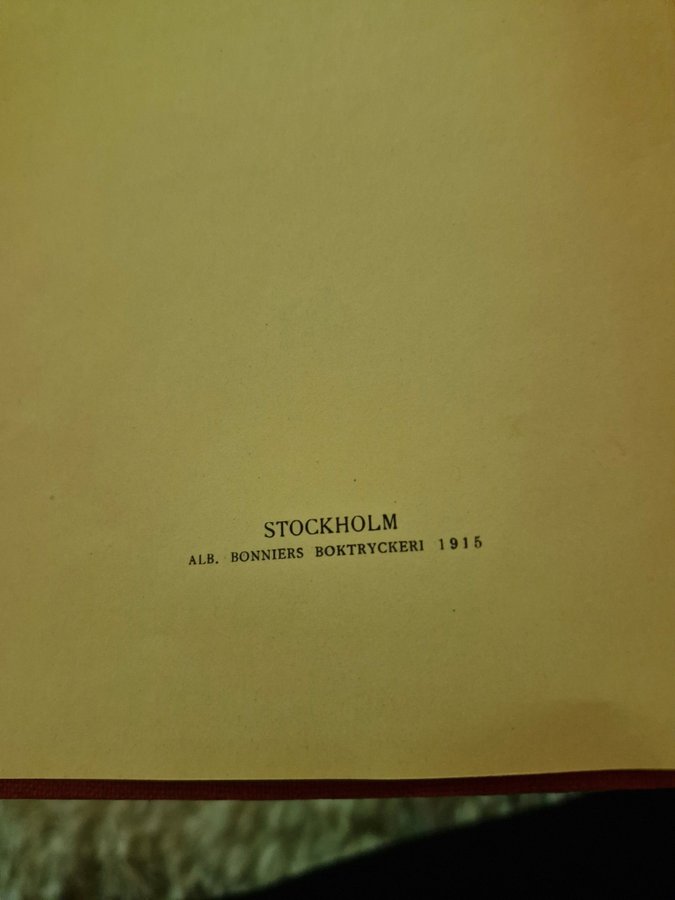 STOCKHOLM
ALB. BONNIERS BOKTRYCKERI 1915